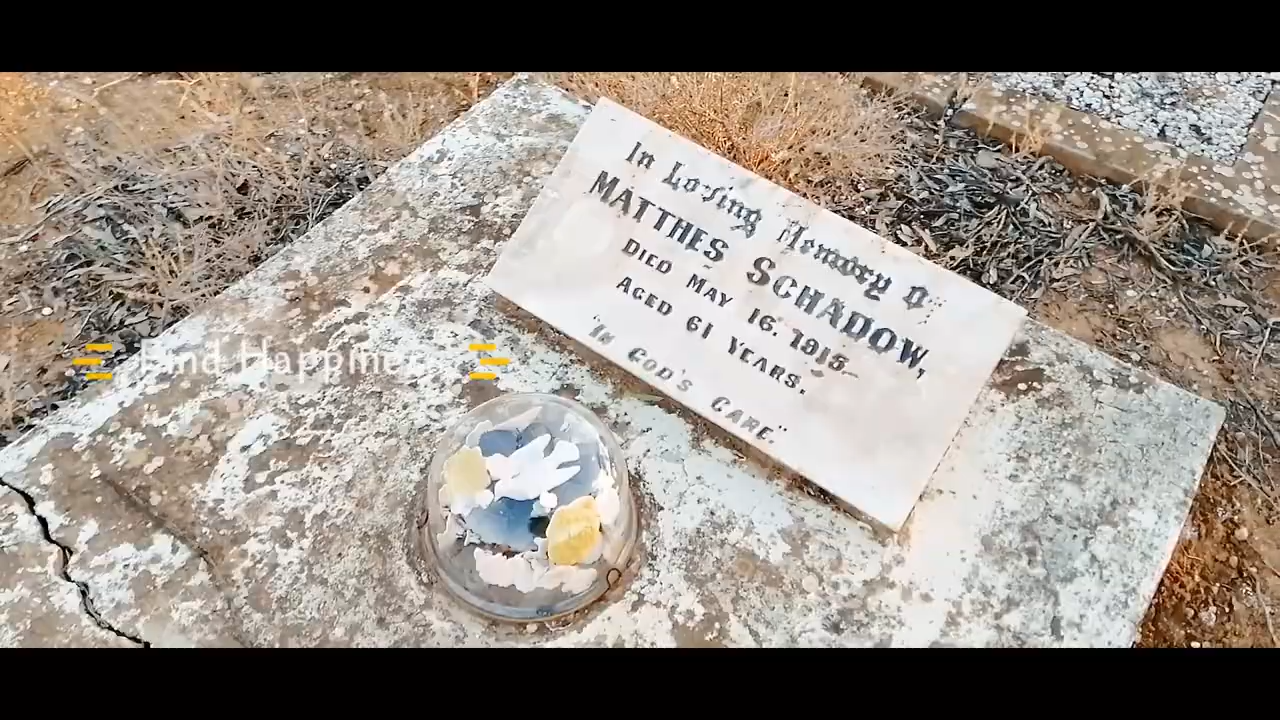 In Loving Memory Of
MATTHES SCHADOW,
DIED MAY 16. 1915.
AGED 61 YEARS.
"IN GOD'S CARE."
Find Happiness